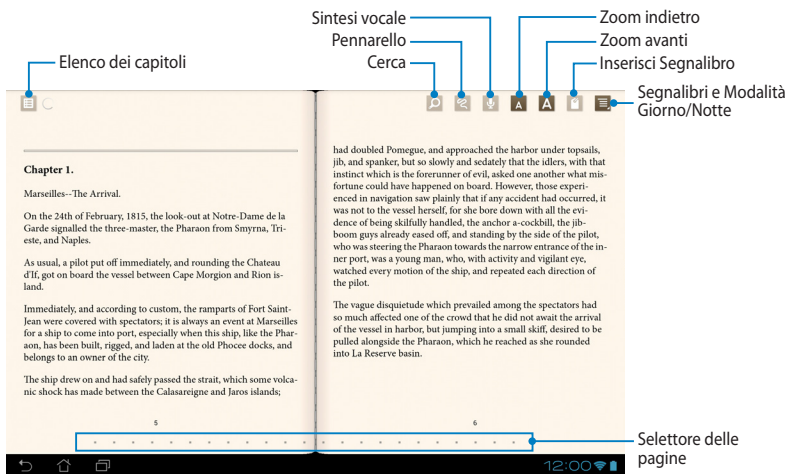 Sintesi vocale
Pennarello
Cerca
Zoom indietro
Zoom avanti
Inserisci Segnalibro
Segnalibri e Modalità
Giorno/Notte
Elenco dei capitoli
A
A
Chapter 1.
Marseilles--The Arrival.
On the 24th of February, 1815, the look-out at Notre-Dame de la
Garde signalled the three-master, the Pharaon from Smyrna, Tri-
este, and Naples.
As usual, a pilot put off immediately, and rounding the Chateau
d'If, got on board the vessel between Cape Morgion and Rion is-
land.
Immediately, and according to custom, the ramparts of Fort Saint-
Jean were covered with spectators; it is always an event at Marseilles
for a ship to come into port, especially when this ship, like the Phar-
aon, has been built, rigged, and laden at the old Phocee docks, and
belongs to an owner of the city.
The ship drew on and had safely passed the strait, which some volca-
nic shock has made between the Calasareigne and Jaros islands;
5
had doubled Pomegue, and approached the harbor under topsails,
jib, and spanker, but so slowly and sedately that the idlers, with that
instinct which is the forerunner of evil, asked one another what mis-
fortune could have happened on board. However, those experi-
enced in navigation saw plainly that if any accident had occurred, it
was not to the vessel herself, for she bore down with all the evi-
dence of being skilfully handled, the anchor a-cockbill, the jib-
boom guys already eased off, and standing by the side of the pilot,
who was steering the Pharaon towards the narrow entrance of the in-
ner port, was a young man, who, with activity and vigilant eye,
watched every motion of the ship, and repeated each direction of
the pilot.
The vague disquietude which prevailed among the spectators had
so much affected one of the crowd that he did not await the arrival
of the vessel in harbor, but jumping into a small skiff, desired to be
pulled alongside the Pharaon, which he reached as she rounded
into La Reserve basin.
6
Selettore delle
pagine
12:00